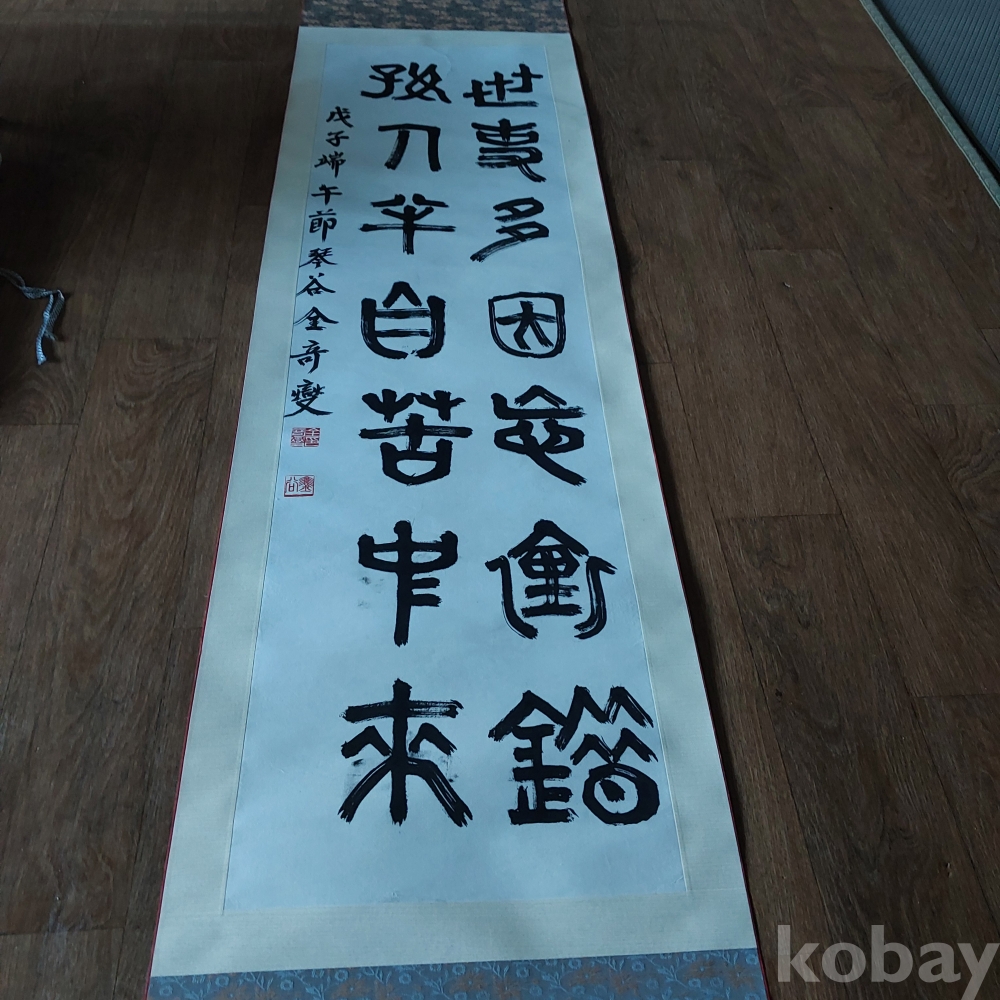 世事多因忙裏錯
好人半自苦中來
戊子端午節琴谷全奇燮
kobay